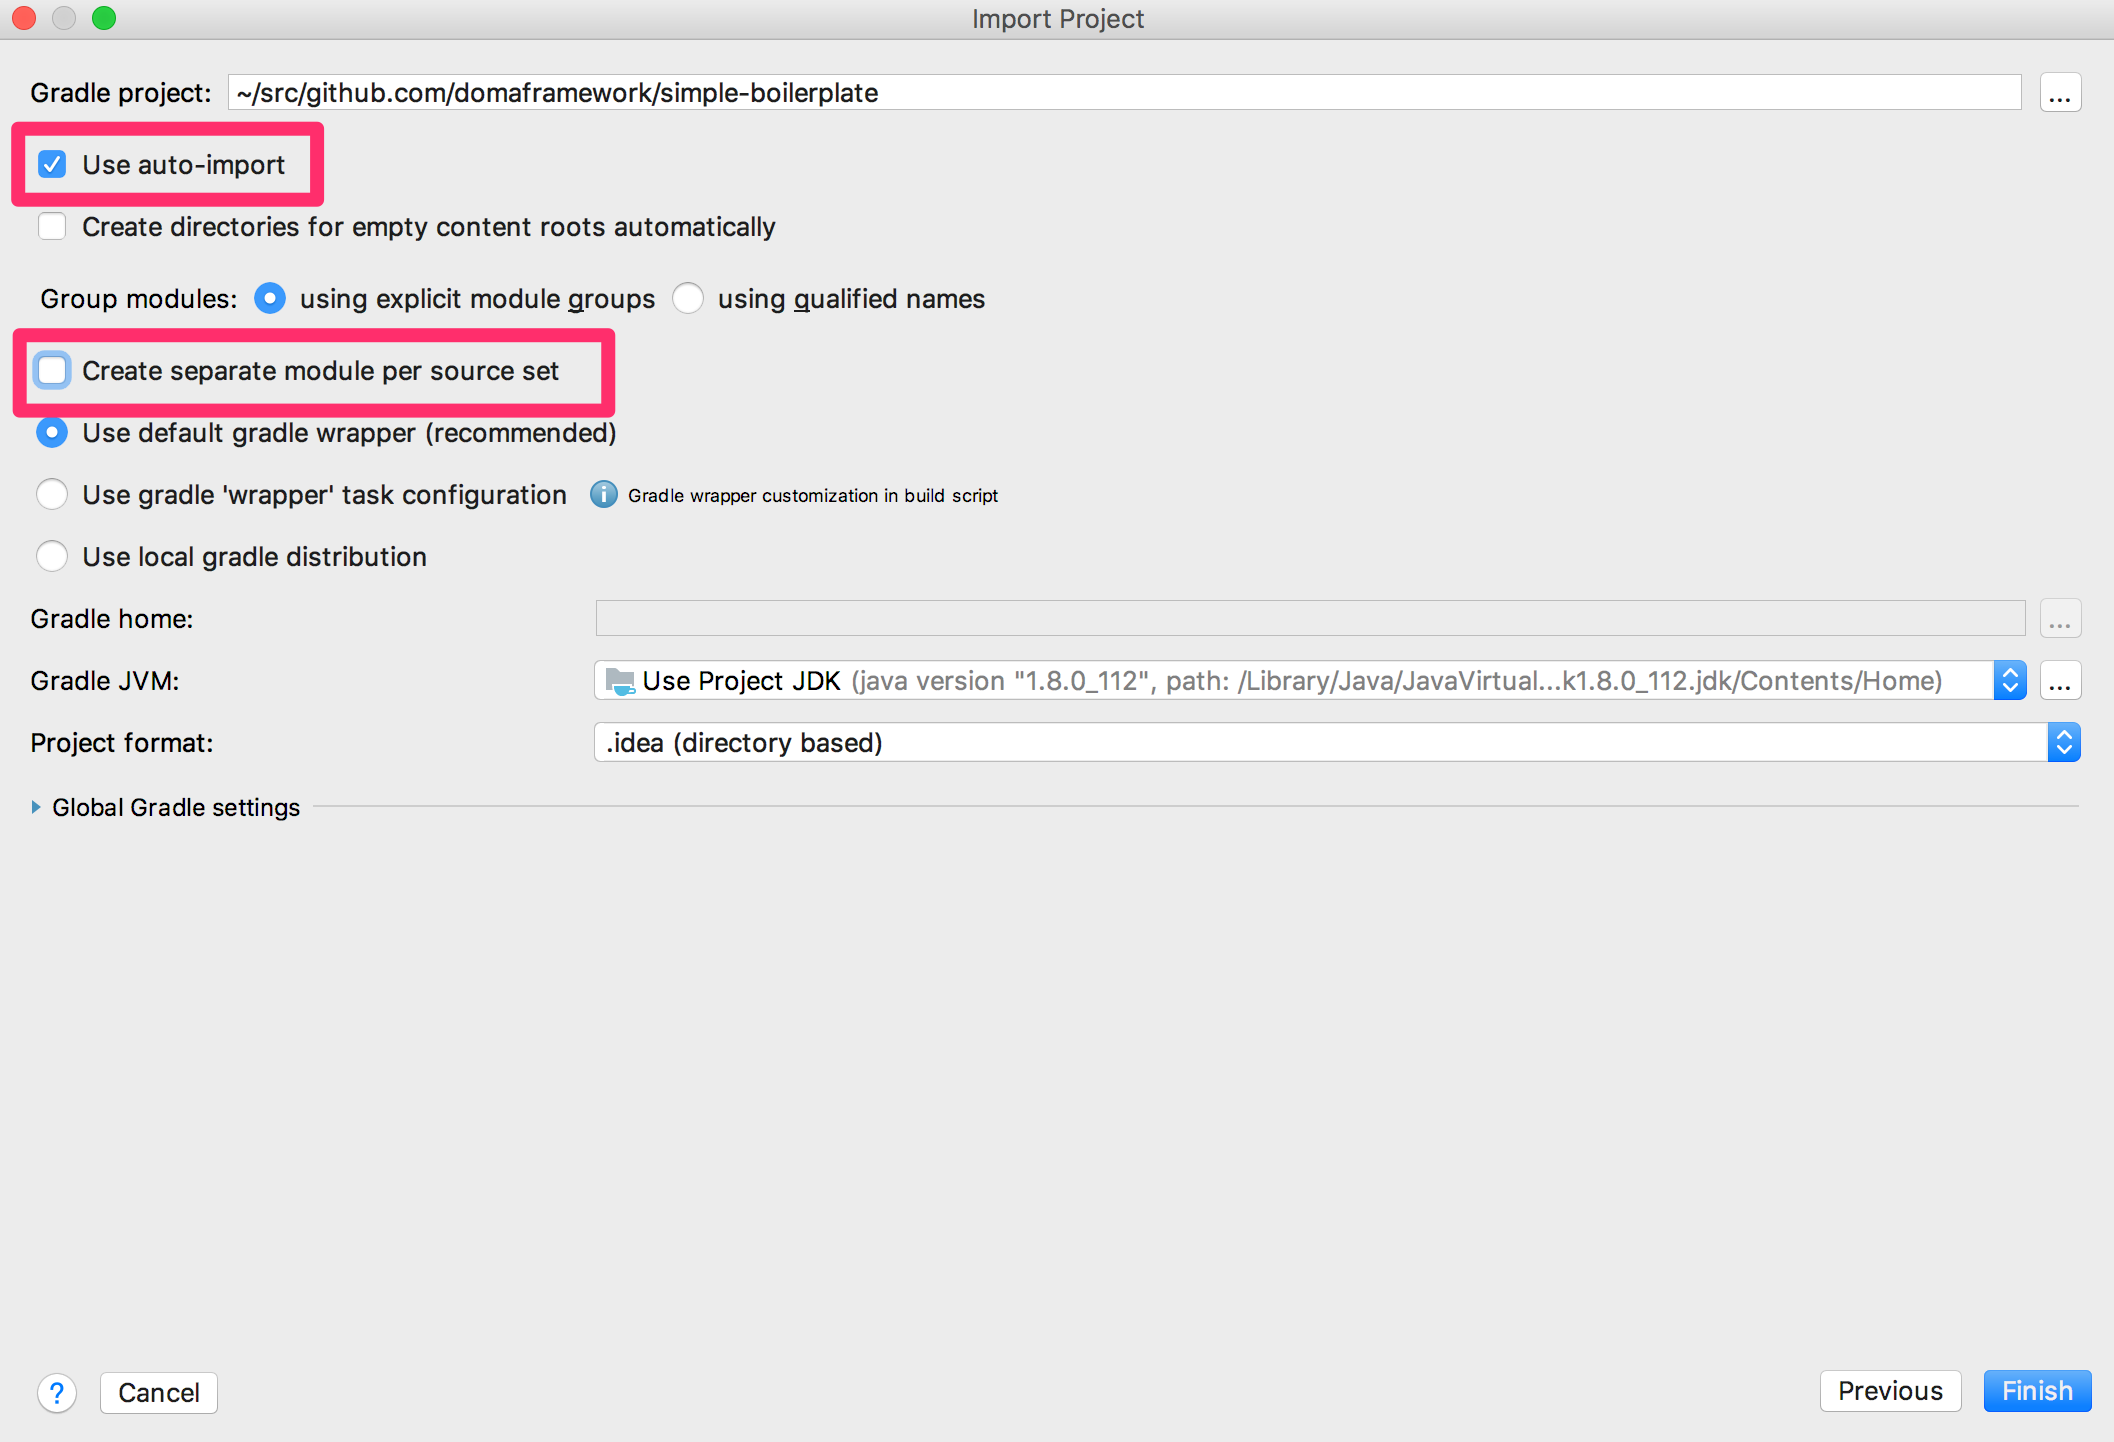 Import Project
Gradle project: ~/src/github.com/domaframework/simple-boilerplate ...
Use auto-import
Create directories for empty content roots automatically
Group modules: using explicit module groups using qualified names
Create separate module per source set
Use default gradle wrapper (recommended)
Use gradle 'wrapper' task configuration i Gradle wrapper customization in build script
Use local gradle distribution
Gradle home: ...
Gradle JVM: Use Project JDK (java version "1.8.0_112", path: /Library/Java/JavaVirtual...k1.8.0_112.jdk/Contents/Home) ...
Project format: .idea (directory based)
Global Gradle settings
? Cancel Previous Finish